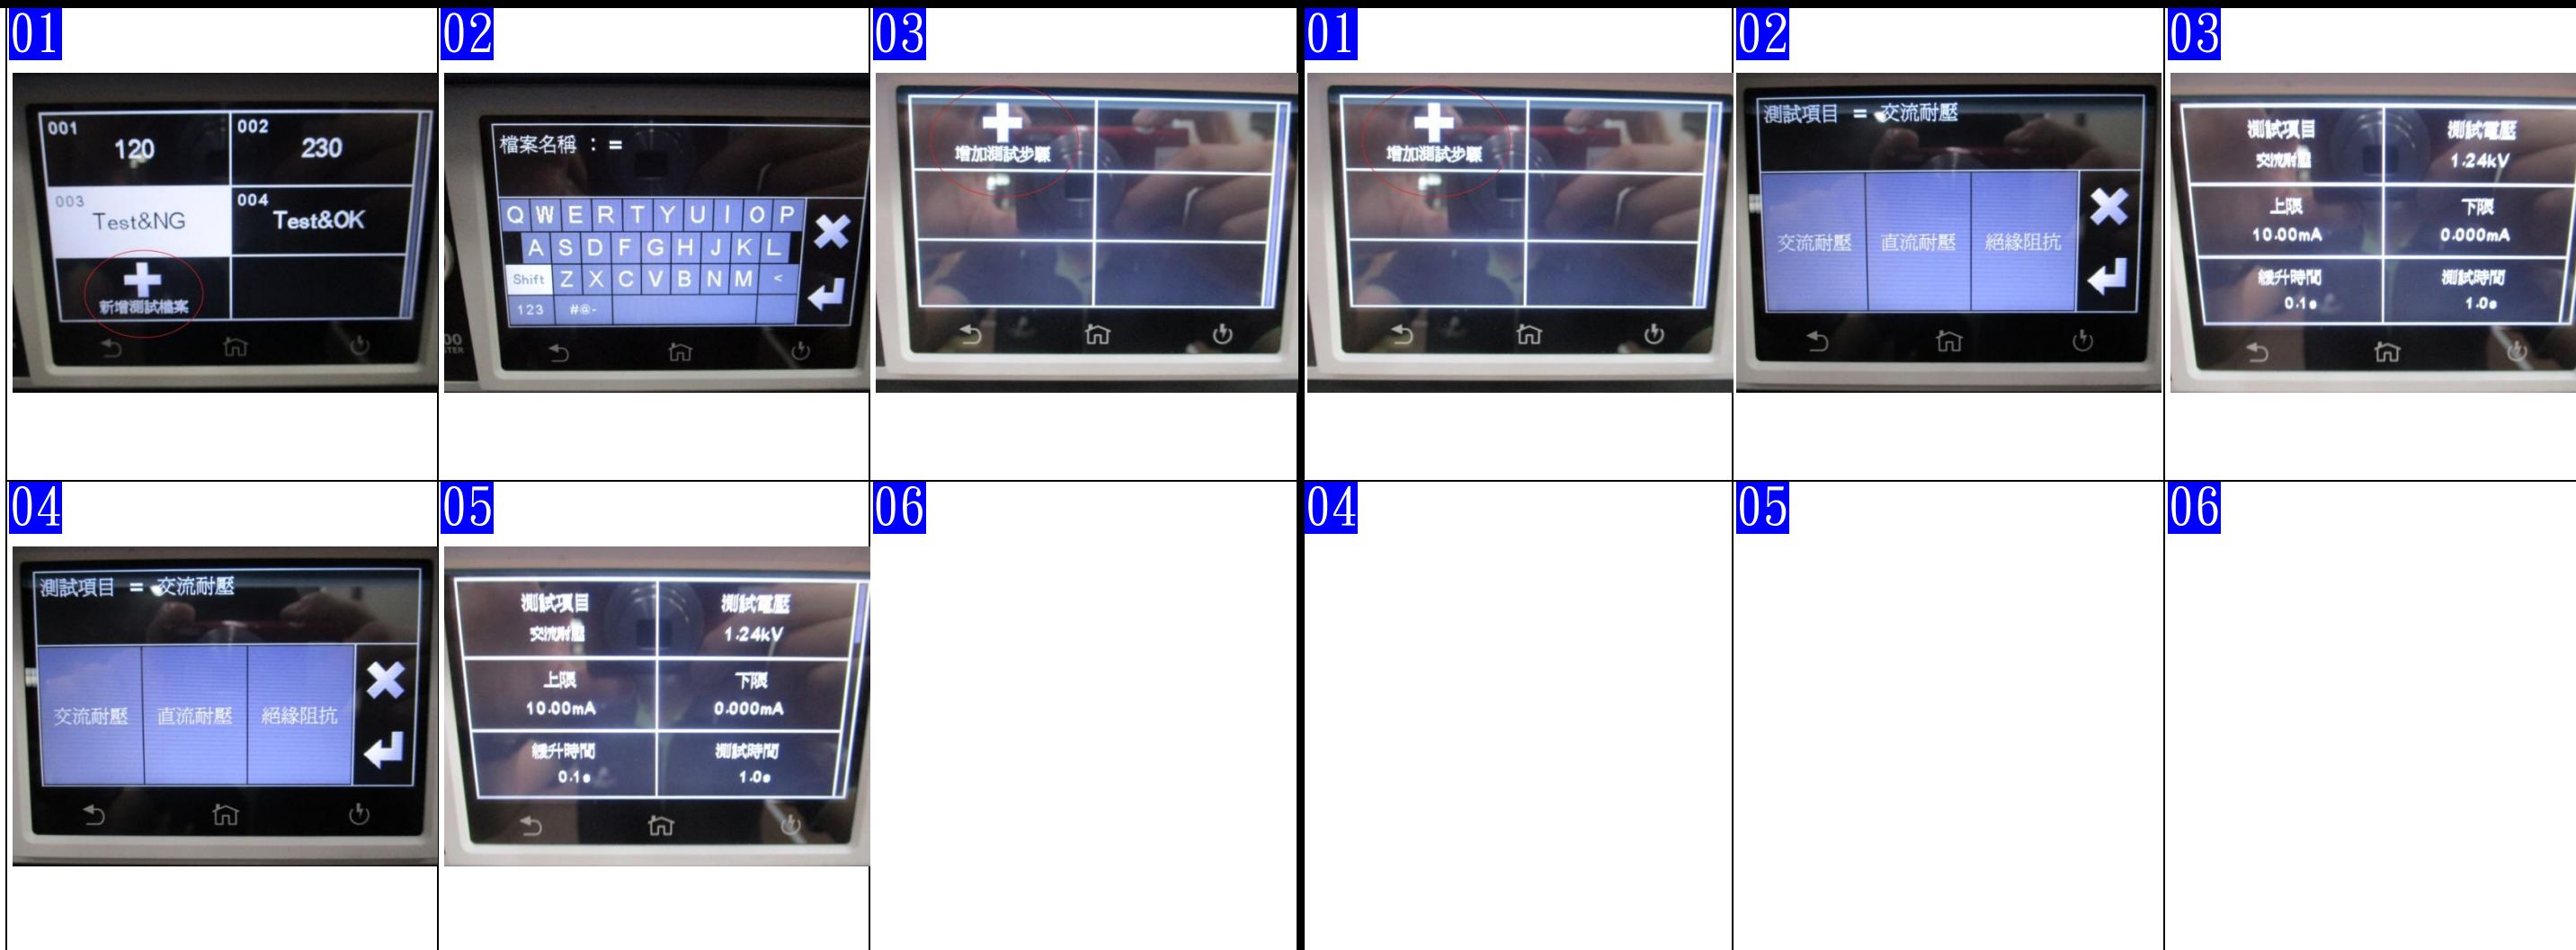 01
001
120
002
230
003
Test&NG
004
Test&OK
新增測試檔案
02
檔案名稱 : =
Q W E R T Y U I O P
A S D F G H J K L
Shift Z X C V B N M <
123 #@-
03
增加測試步驟
04
測試項目 = 交流耐壓
交流耐壓 直流耐壓 絕緣阻抗
05
測試項目
交流耐壓
測試電壓
1.24kV
上限
10.00mA
下限
0.000mA
緩升時間
0.1s
測試時間
1.0s
06
01
增加測試步驟
02
測試項目 = 交流耐壓
交流耐壓 直流耐壓 絕緣阻抗
03
測試項目
交流耐壓
測試電壓
1.24kV
上限
10.00mA
下限
0.000mA
緩升時間
0.1s
測試時間
1.0s
04
05
06